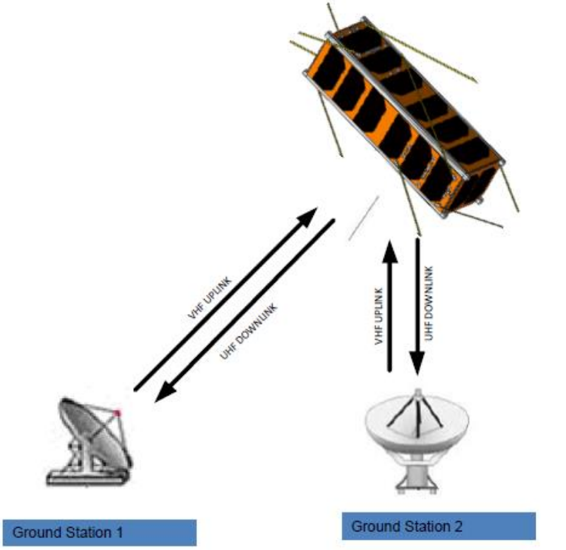 VHF UPLINK
UHF DOWNLINK
VHF UPLINK
UHF DOWNLINK
Ground Station 1
Ground Station 2